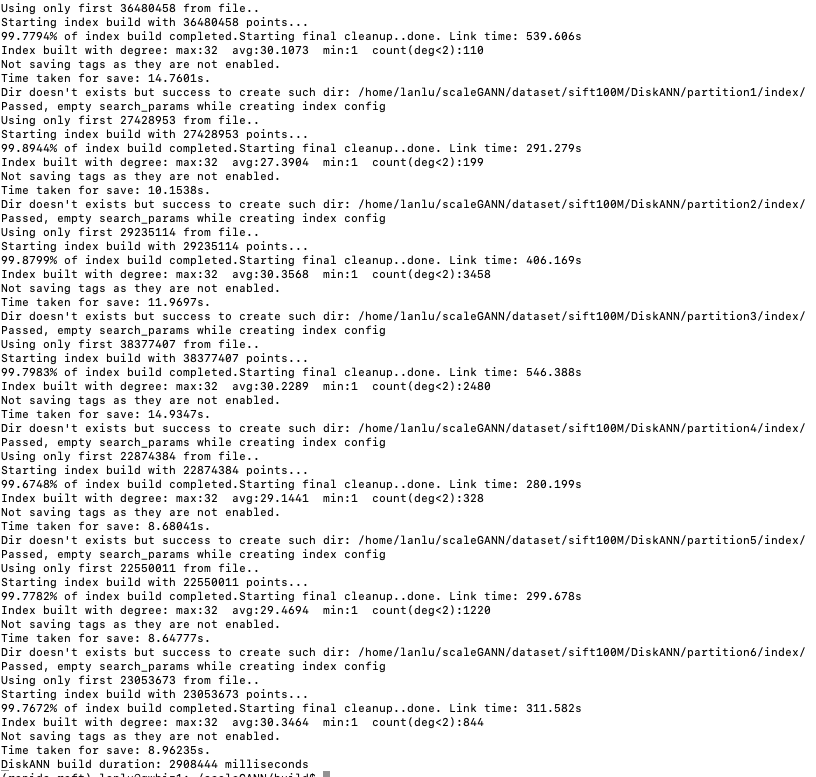 Using only first 36480458 from file..
Starting index build with 36480458 points...
99.7794% of index build completed.Starting final cleanup..done. Link time: 539.606s
Index built with degree: max:32  avg:30.1073  min:1  count(deg<2):110
Not saving tags as they are not enabled.
Time taken for save: 14.7601s.
Dir doesn't exists but success to create such dir: /home/lanlu/scaleGANN/dataset/sift100M/DiskANN/partition1/index/
Passed, empty search_params while creating index config
Using only first 27428953 from file..
Starting index build with 27428953 points...
99.8944% of index build completed.Starting final cleanup..done. Link time: 291.279s
Index built with degree: max:32  avg:27.3904  min:1  count(deg<2):199
Not saving tags as they are not enabled.
Time taken for save: 10.1538s.
Dir doesn't exists but success to create such dir: /home/lanlu/scaleGANN/dataset/sift100M/DiskANN/partition2/index/
Passed, empty search_params while creating index config
Using only first 29235114 from file..
Starting index build with 29235114 points...
99.8799% of index build completed.Starting final cleanup..done. Link time: 406.169s
Index built with degree: max:32  avg:30.3568  min:1  count(deg<2):3458
Not saving tags as they are not enabled.
Time taken for save: 11.9697s.
Dir doesn't exists but success to create such dir: /home/lanlu/scaleGANN/dataset/sift100M/DiskANN/partition3/index/
Passed, empty search_params while creating index config
Using only first 38377407 from file..
Starting index build with 38377407 points...
99.7983% of index build completed.Starting final cleanup..done. Link time: 546.388s
Index built with degree: max:32  avg:30.2289  min:1  count(deg<2):2480
Not saving tags as they are not enabled.
Time taken for save: 14.9347s.
Dir doesn't exists but success to create such dir: /home/lanlu/scaleGANN/dataset/sift100M/DiskANN/partition4/index/
Passed, empty search_params while creating index config
Using only first 22874384 from file..
Starting index build with 22874384 points...
99.6748% of index build completed.Starting final cleanup..done. Link time: 280.199s
Index built with degree: max:32  avg:29.1441  min:1  count(deg<2):328
Not saving tags as they are not enabled.
Time taken for save: 8.68041s.
Dir doesn't exists but success to create such dir: /home/lanlu/scaleGANN/dataset/sift100M/DiskANN/partition5/index/
Passed, empty search_params while creating index config
Using only first 22550011 from file..
Starting index build with 22550011 points...
99.7782% of index build completed.Starting final cleanup..done. Link time: 299.678s
Index built with degree: max:32  avg:29.4694  min:1  count(deg<2):1220
Not saving tags as they are not enabled.
Time taken for save: 8.64777s.
Dir doesn't exists but success to create such dir: /home/lanlu/scaleGANN/dataset/sift100M/DiskANN/partition6/index/
Passed, empty search_params while creating index config
Using only first 23053673 from file..
Starting index build with 23053673 points...
99.7672% of index build completed.Starting final cleanup..done. Link time: 311.582s
Index built with degree: max:32  avg:30.3464  min:1  count(deg<2):844
Not saving tags as they are not enabled.
Time taken for save: 8.96235s.
DiskANN build duration: 2908444 milliseconds